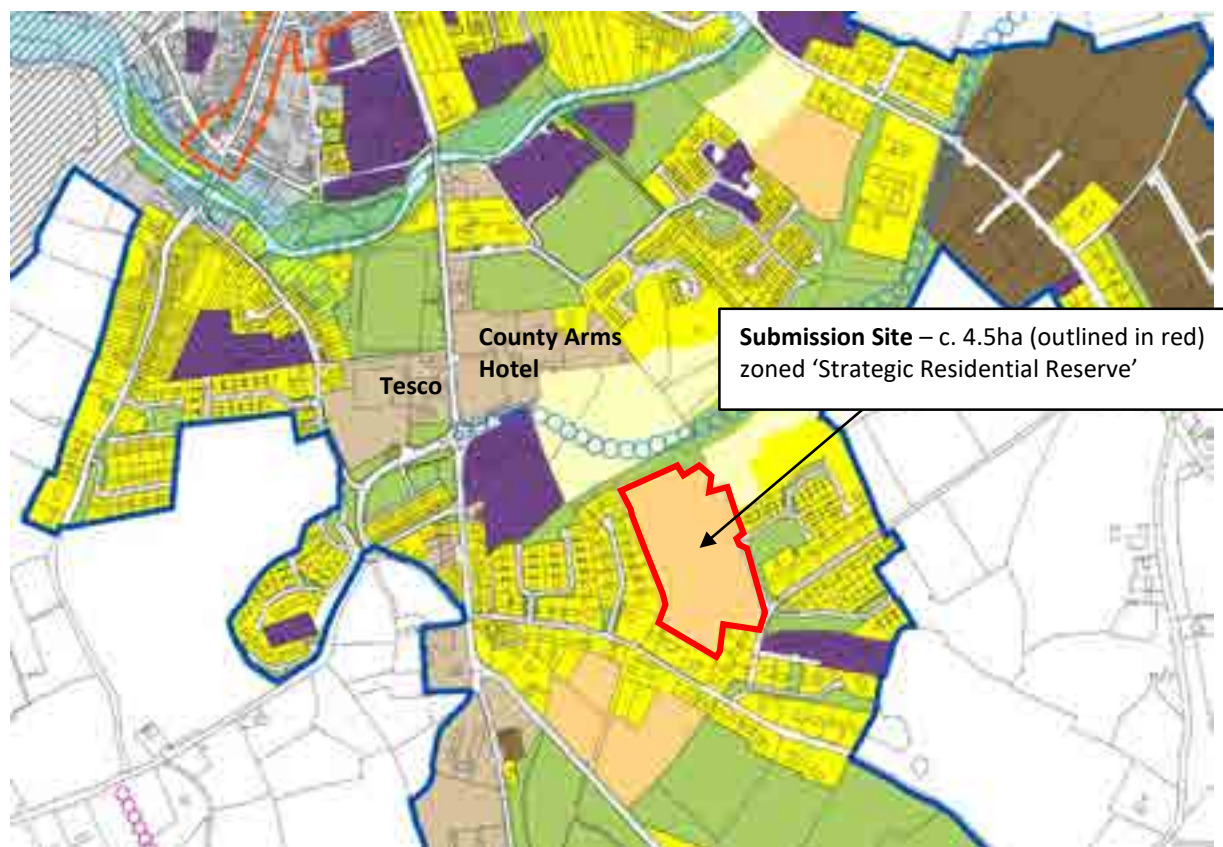 County Arms
Hotel
Tesco
Submission Site – c. 4.5ha (outlined in red)
zoned ‘Strategic Residential Reserve’